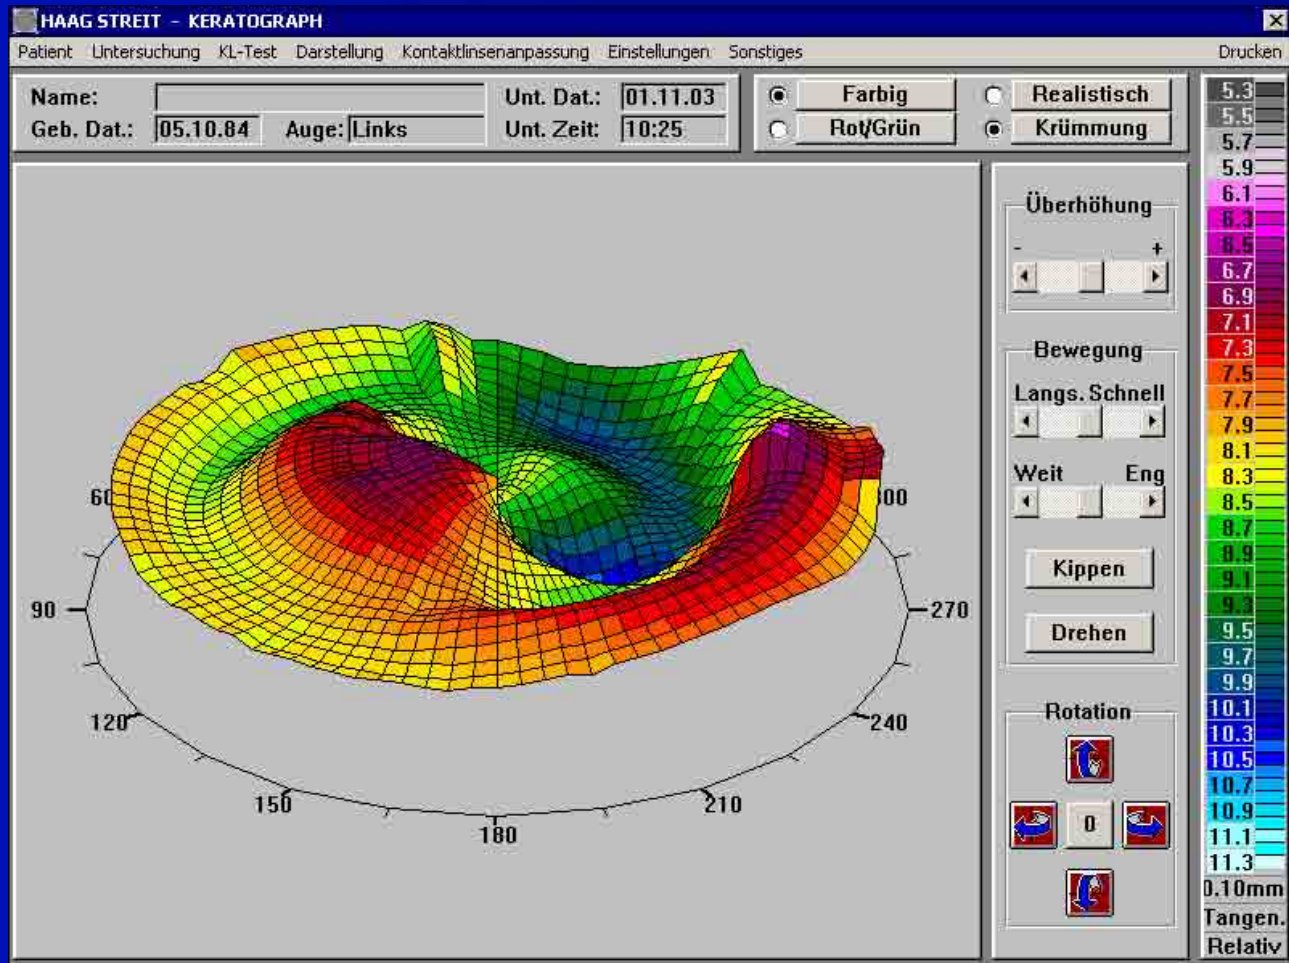 HAAG STREIT - KERATOGRAPH
Patient Untersuchung KL-Test Darstellung Kontaktlinsenanpassung Einstellungen Sonstiges Drucken
Name: Unt. Dat.: 01.11.03
Geb. Dat.: 05.10.84 Auge: Links Unt. Zeit: 10:25
Farbig Realistisch
Rot/Grün Krümmung
Überhöhung
- +
Bewegung
Langs. Schnell
Weit Eng
Kippen
Drehen
Rotation
0
90
120
150
180
210
240
270
5.3
5.5
5.7
5.9
6.1
6.3
6.5
6.7
6.9
7.1
7.3
7.5
7.7
7.9
8.1
8.3
8.5
8.7
8.9
9.1
9.3
9.5
9.7
9.9
10.1
10.3
10.5
10.7
10.9
11.1
11.3
0.10mm
Tangen.
Relativ